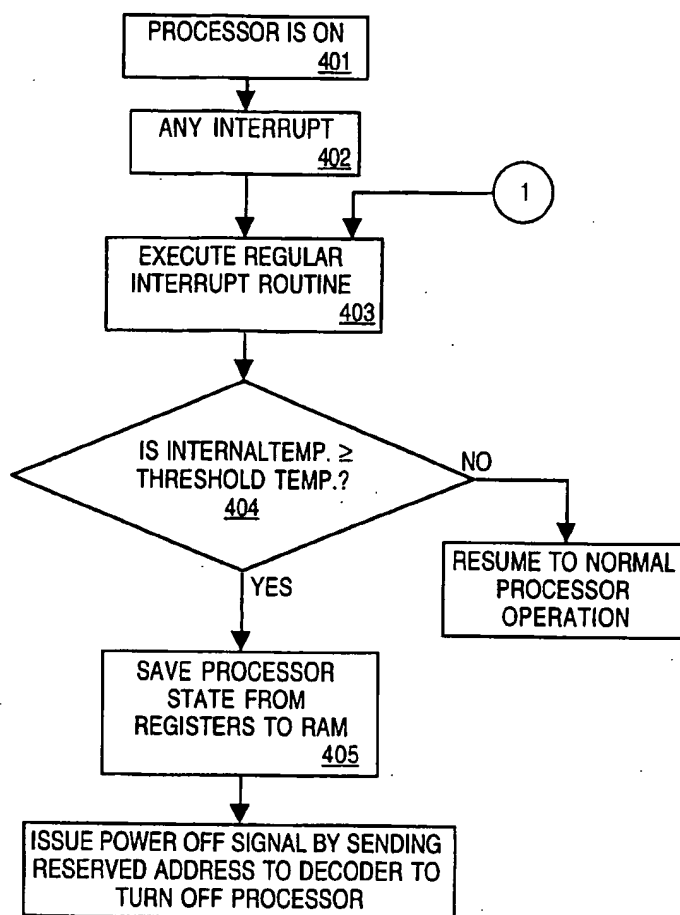 PROCESSOR IS ON
401
ANY INTERRUPT
402
1
EXECUTE REGULAR
INTERRUPT ROUTINE
403
IS INTERNALTEMP. ≥
THRESHOLD TEMP.?
404
NO
YES
RESUME TO NORMAL
PROCESSOR
OPERATION
SAVE PROCESSOR
STATE FROM
REGISTERS TO RAM
405
ISSUE POWER OFF SIGNAL BY SENDING
RESERVED ADDRESS TO DECODER TO
TURN OFF PROCESSOR